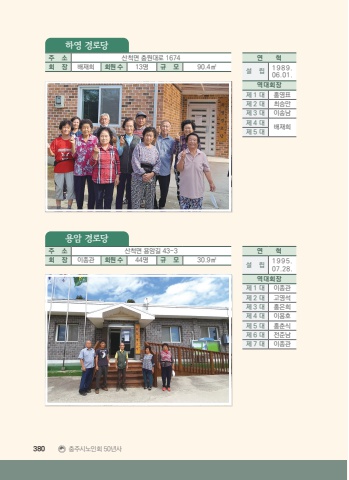 하영 경로당
주 소 산척면 충원대로 1674
회 장 배재희 회원 수 13명 규 모 90.4㎡
연 혁
설 립 1989. 06.01.
역대회장
제 1 대 홍영표
제 2 대 최승안
제 3 대 이승남
제 4 대 배재희
제 5 대
용암 경로당
주 소 산척면 용암길 43-3
회 장 이종관 회원 수 44명 규 모 30.9㎡
연 혁
설 립 1995. 07.28.
역대회장
제 1 대 이종관
제 2 대 고영석
제 3 대 홍은희
제 4 대 이용호
제 5 대 홍춘식
제 6 대 전준남
제 7 대 이종관
380 충주시노인회 50년사